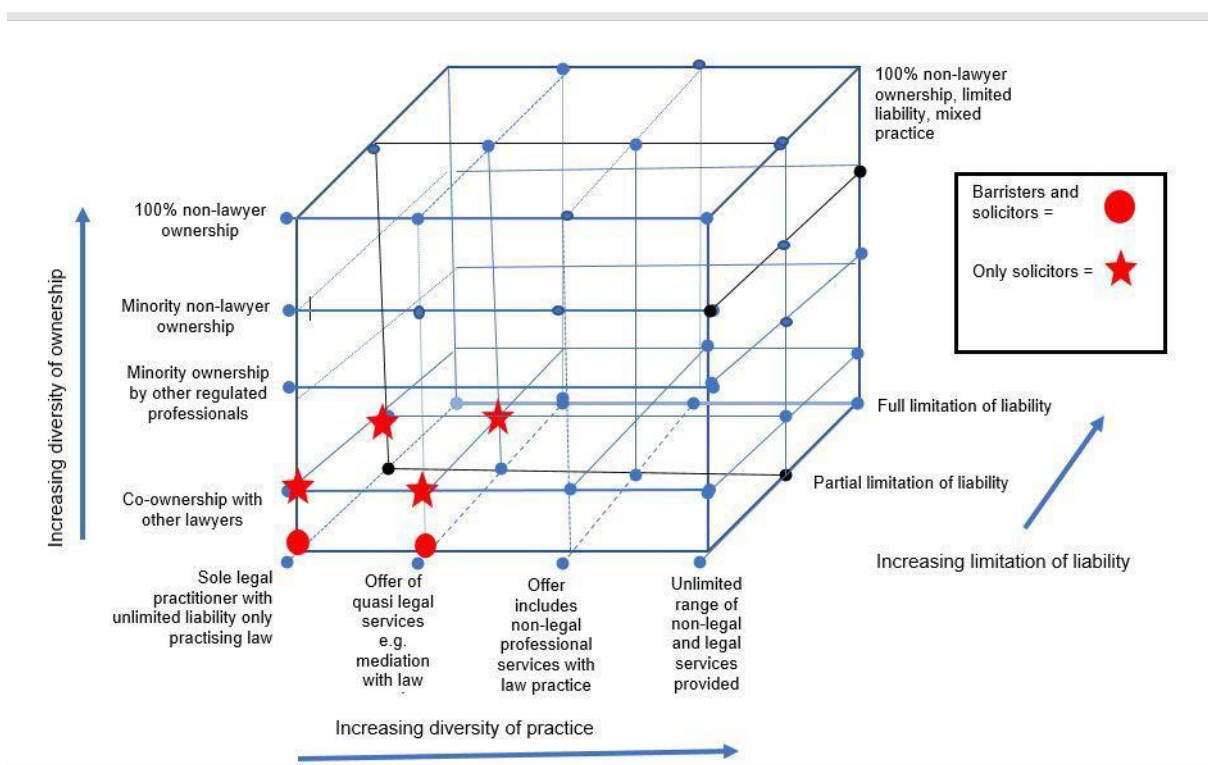 100% non-lawyer
ownership, limited
liability, mixed
practice
Barristers and
solicitors =
Only solicitors =
Increasing diversity of ownership
100% non-lawyer
ownership
Minority non-lawyer
ownership
Minority ownership
by other regulated
professionals
Co-ownership with
other lawyers
Full limitation of liability
Partial limitation of liability
Increasing limitation of liability
Sole legal
practitioner with
unlimited liability only
practising law
Offer of
quasi legal
services
e.g.
mediation
with law
Offer
includes
non-legal
professional
services with
law practice
Unlimited
range of
non-legal
and legal
services
provided
Increasing diversity of practice